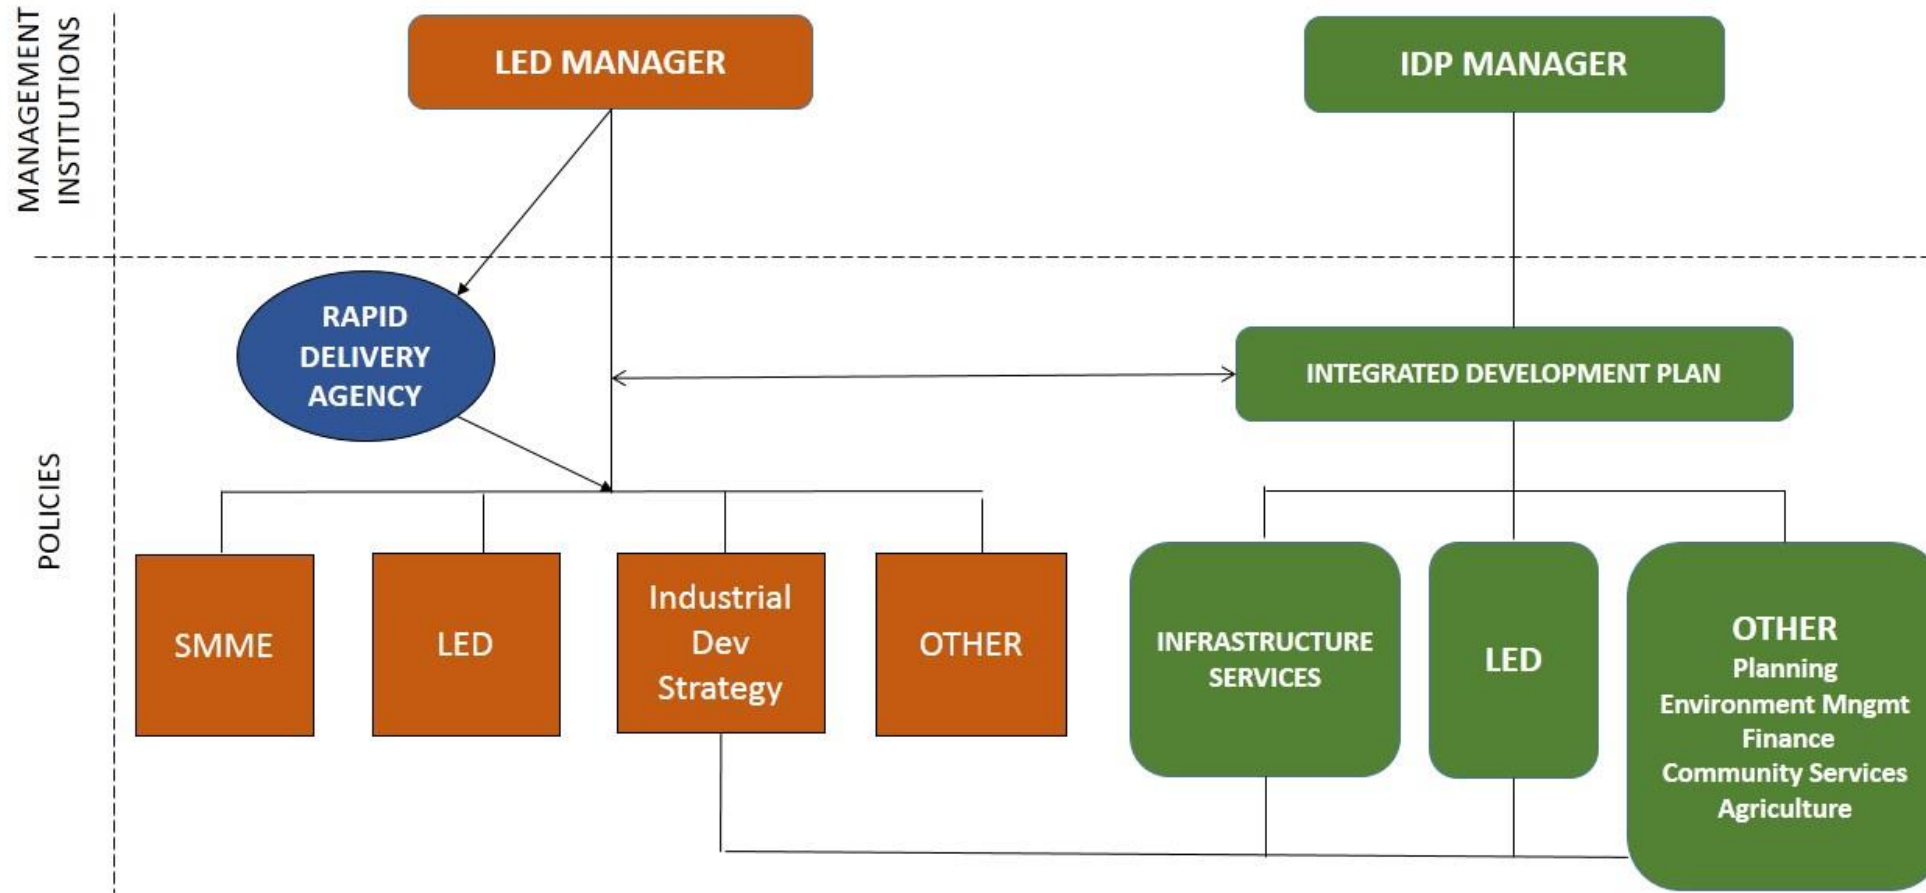 MANAGEMENT
INSTITUTIONS
LED MANAGER
IDP MANAGER
POLICIES
RAPID
DELIVERY
AGENCY
INTEGRATED DEVELOPMENT PLAN
SMME
LED
Industrial
Dev
Strategy
OTHER
INFRASTRUCTURE
SERVICES
LED
OTHER
Planning
Environment Mngmt
Finance
Community Services
Agriculture